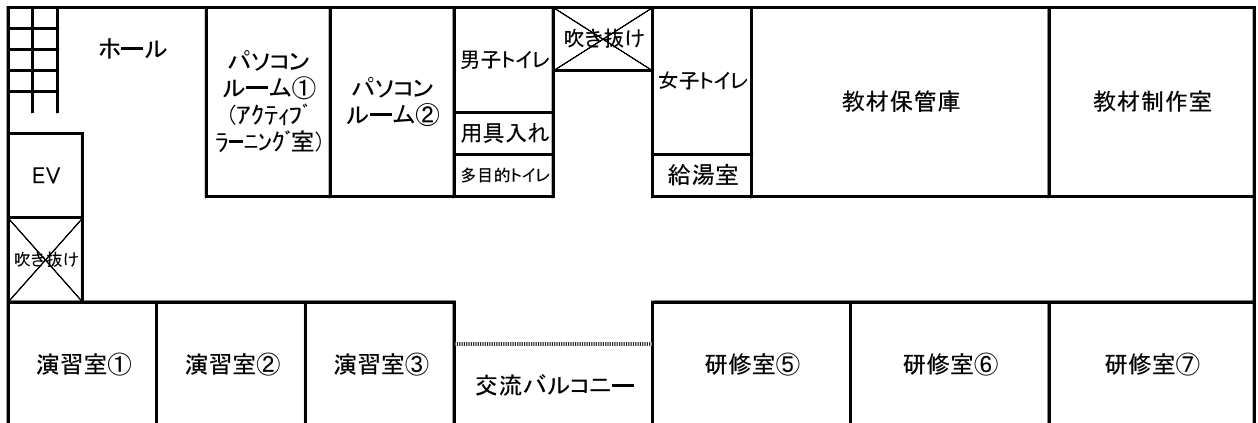 ホール
パソコン
ルーム①
(アクティブ
ラーニング室)
パソコン
ルーム②
男子トイレ
用具入れ
多目的トイレ
吹き抜け
女子トイレ
給湯室
教材保管庫
教材制作室
EV
吹き抜け
演習室①
演習室②
演習室③
交流バルコニー
研修室⑤
研修室⑥
研修室⑦